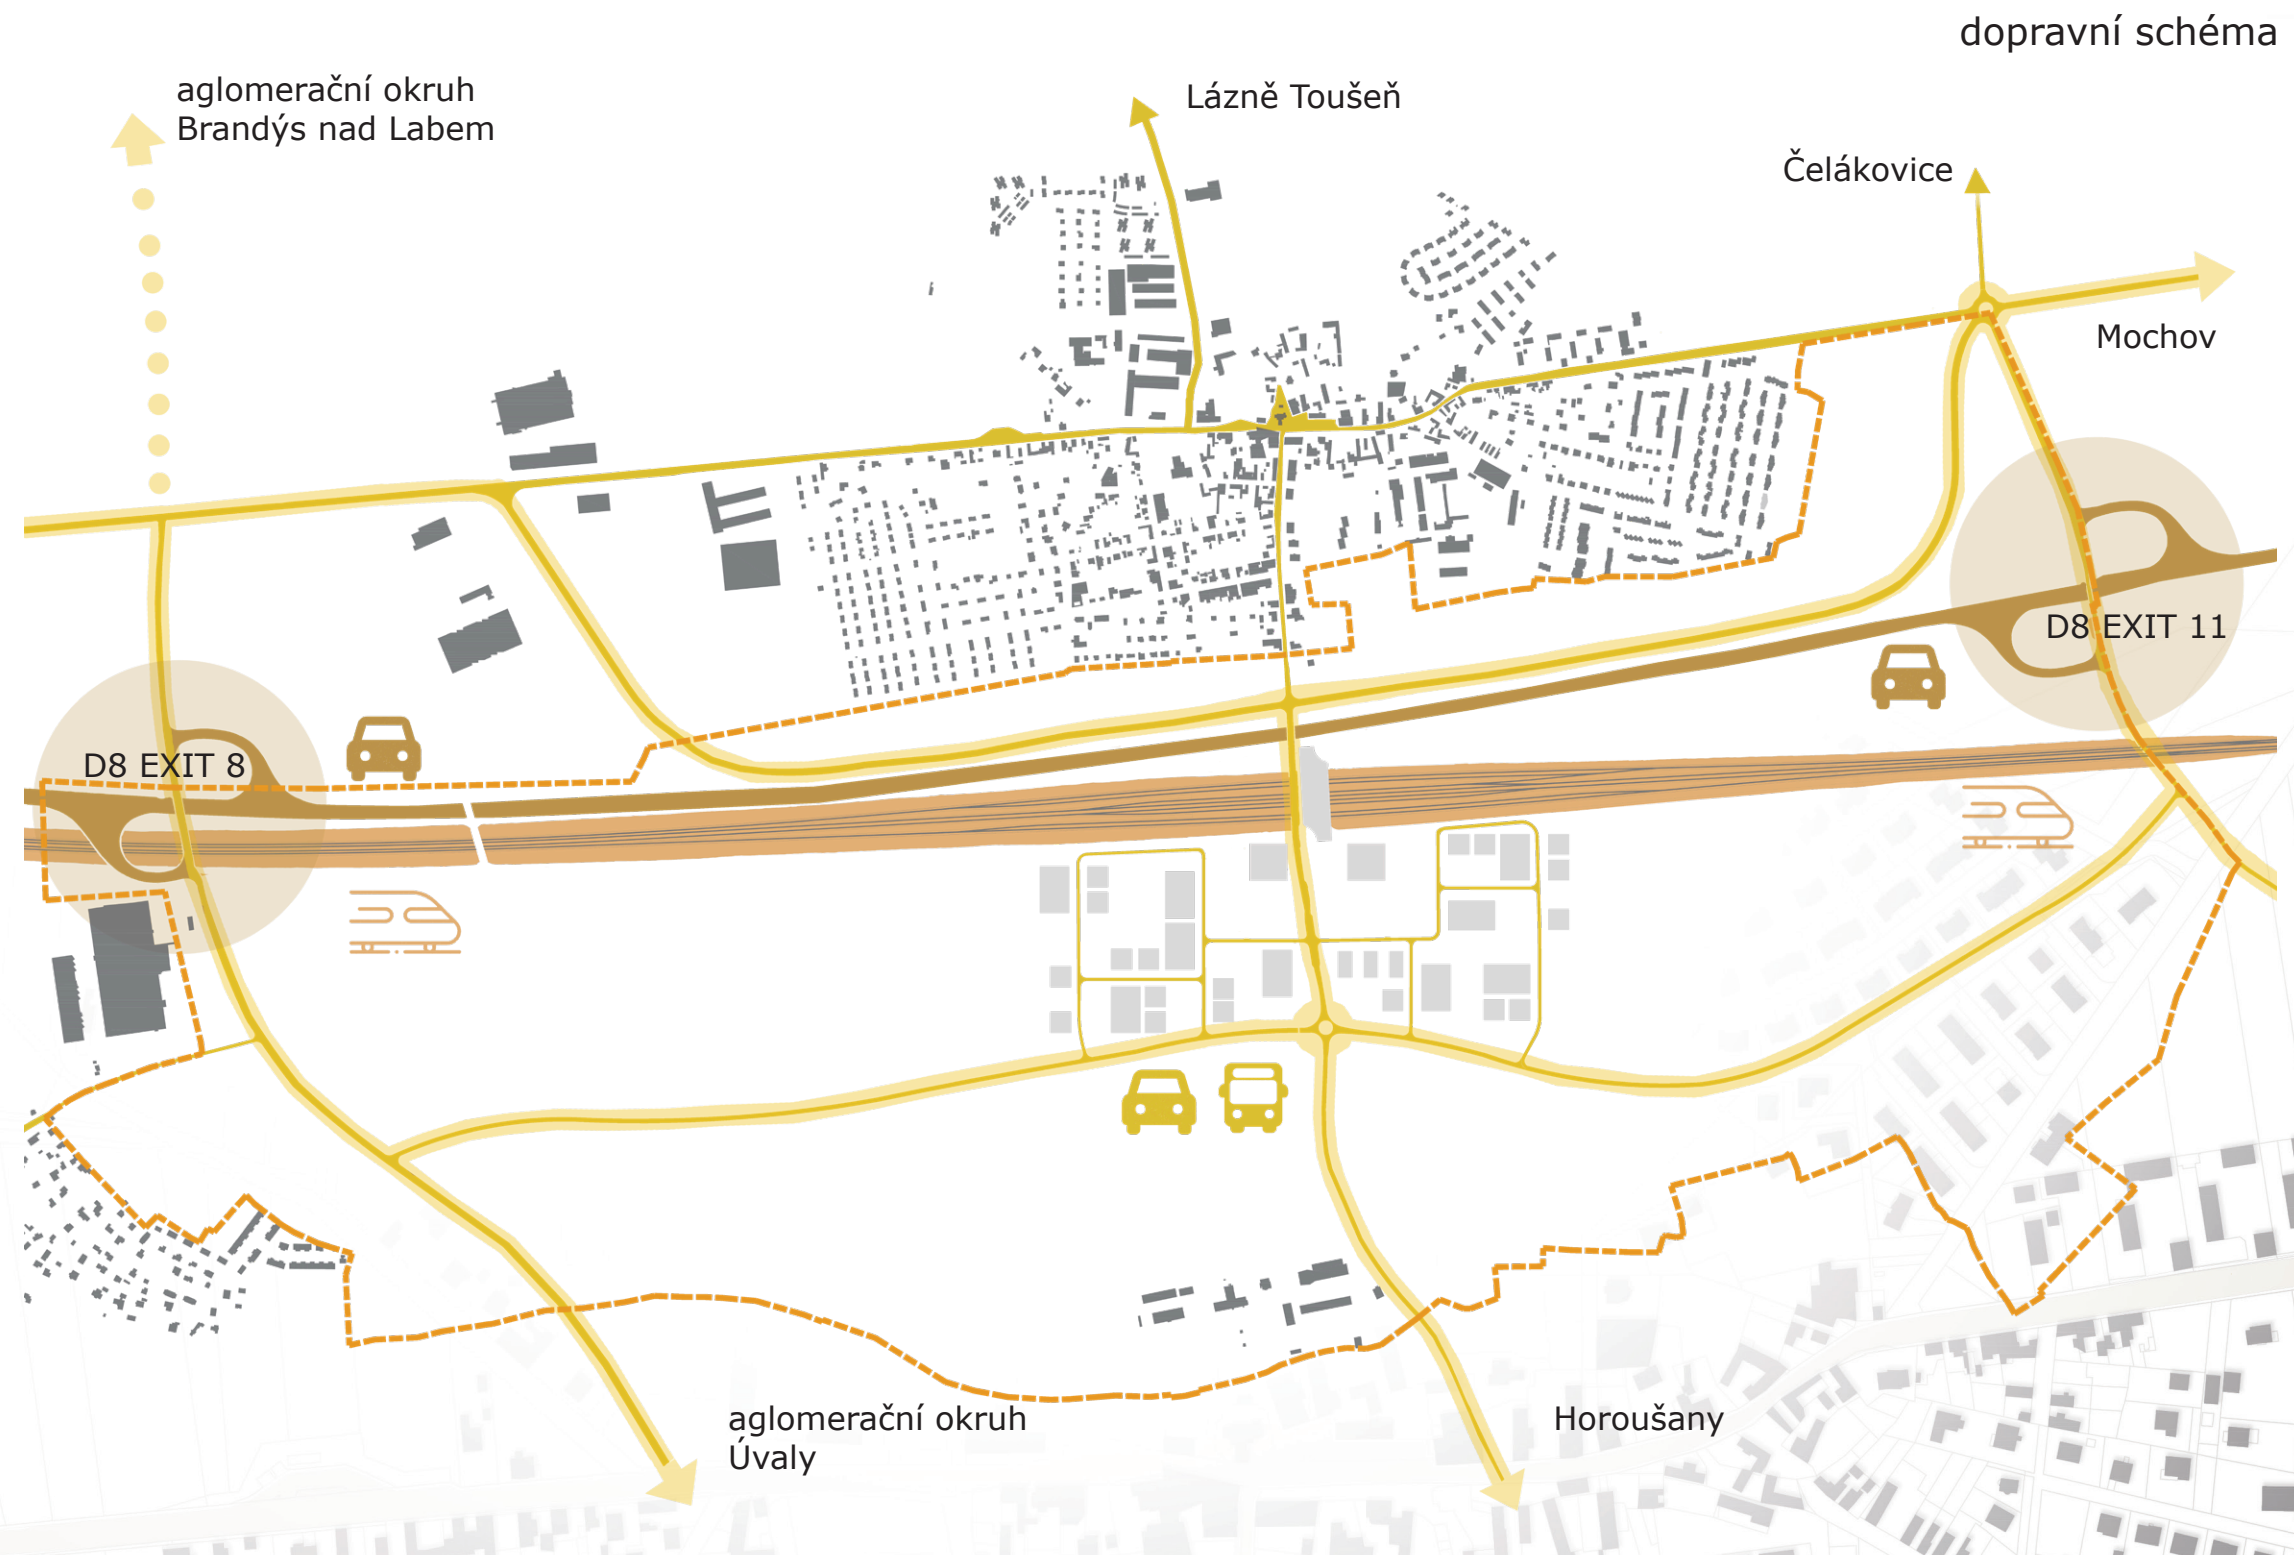 dopravní schéma
aglomerační okruh
Brandýs nad Labem
Lázně Toušeň
Čelákovice
Mochov
D8 EXIT 11
D8 EXIT 8
aglomerační okruh
Úvaly
Horoušany